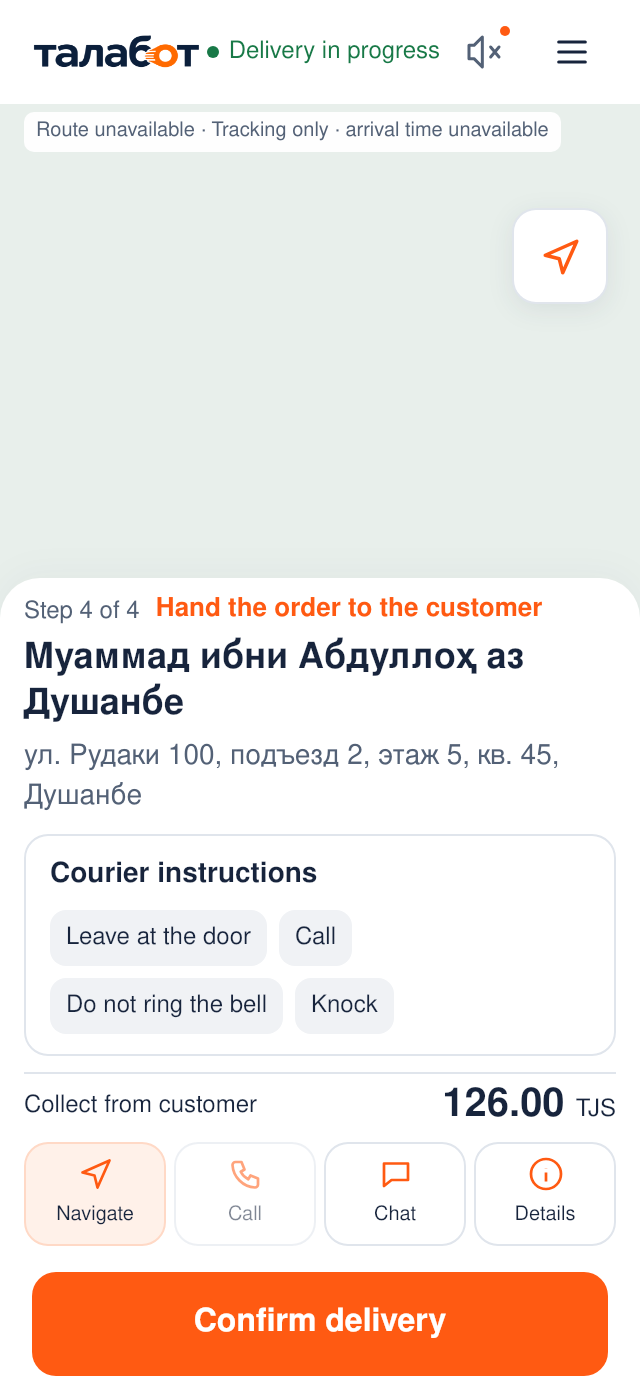 талабот
Delivery in progress
Route unavailable · Tracking only · arrival time unavailable
Step 4 of 4 Hand the order to the customer
Муаммад ибни Абдуллоҳ аз
Душанбе
ул. Рудаки 100, подъезд 2, этаж 5, кв. 45,
Душанбе
Courier instructions
Leave at the door
Call
Do not ring the bell
Knock
Collect from customer 126.00 TJS
Navigate
Call
Chat
Details
Confirm delivery